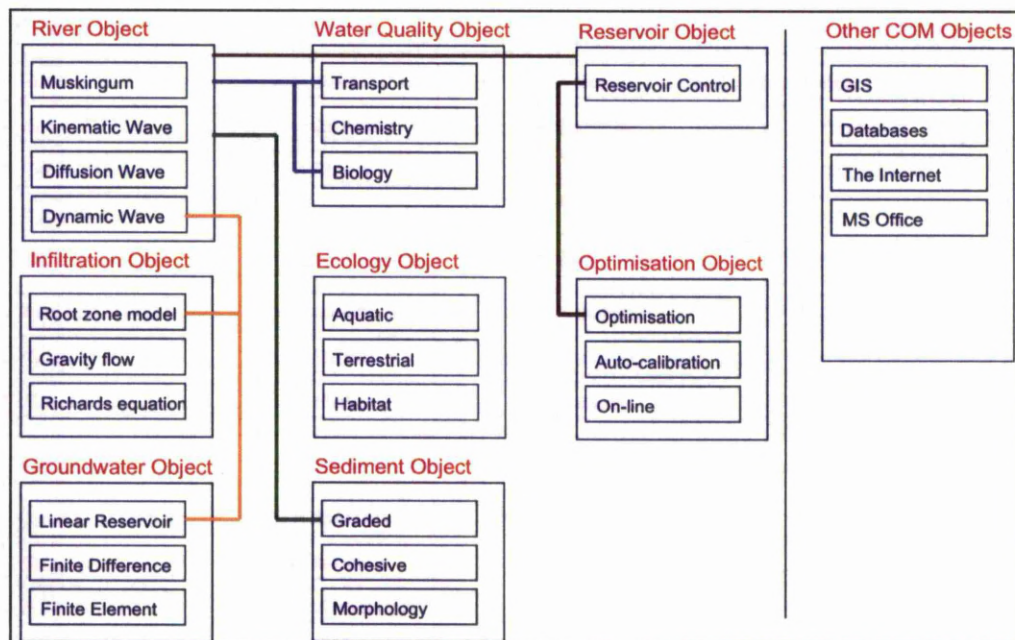 River Object
Muskingum
Kinematic Wave
Diffusion Wave
Dynamic Wave
Water Quality Object
Transport
Chemistry
Biology
Reservoir Object
Reservoir Control
Other COM Objects
GIS
Databases
The Internet
MS Office
Infiltration Object
Root zone model
Gravity flow
Richards equation
Ecology Object
Aquatic
Terrestrial
Habitat
Optimisation Object
Optimisation
Auto-calibration
On-line
Groundwater Object
Linear Reservoir
Finite Difference
Finite Element
Sediment Object
Graded
Cohesive
Morphology